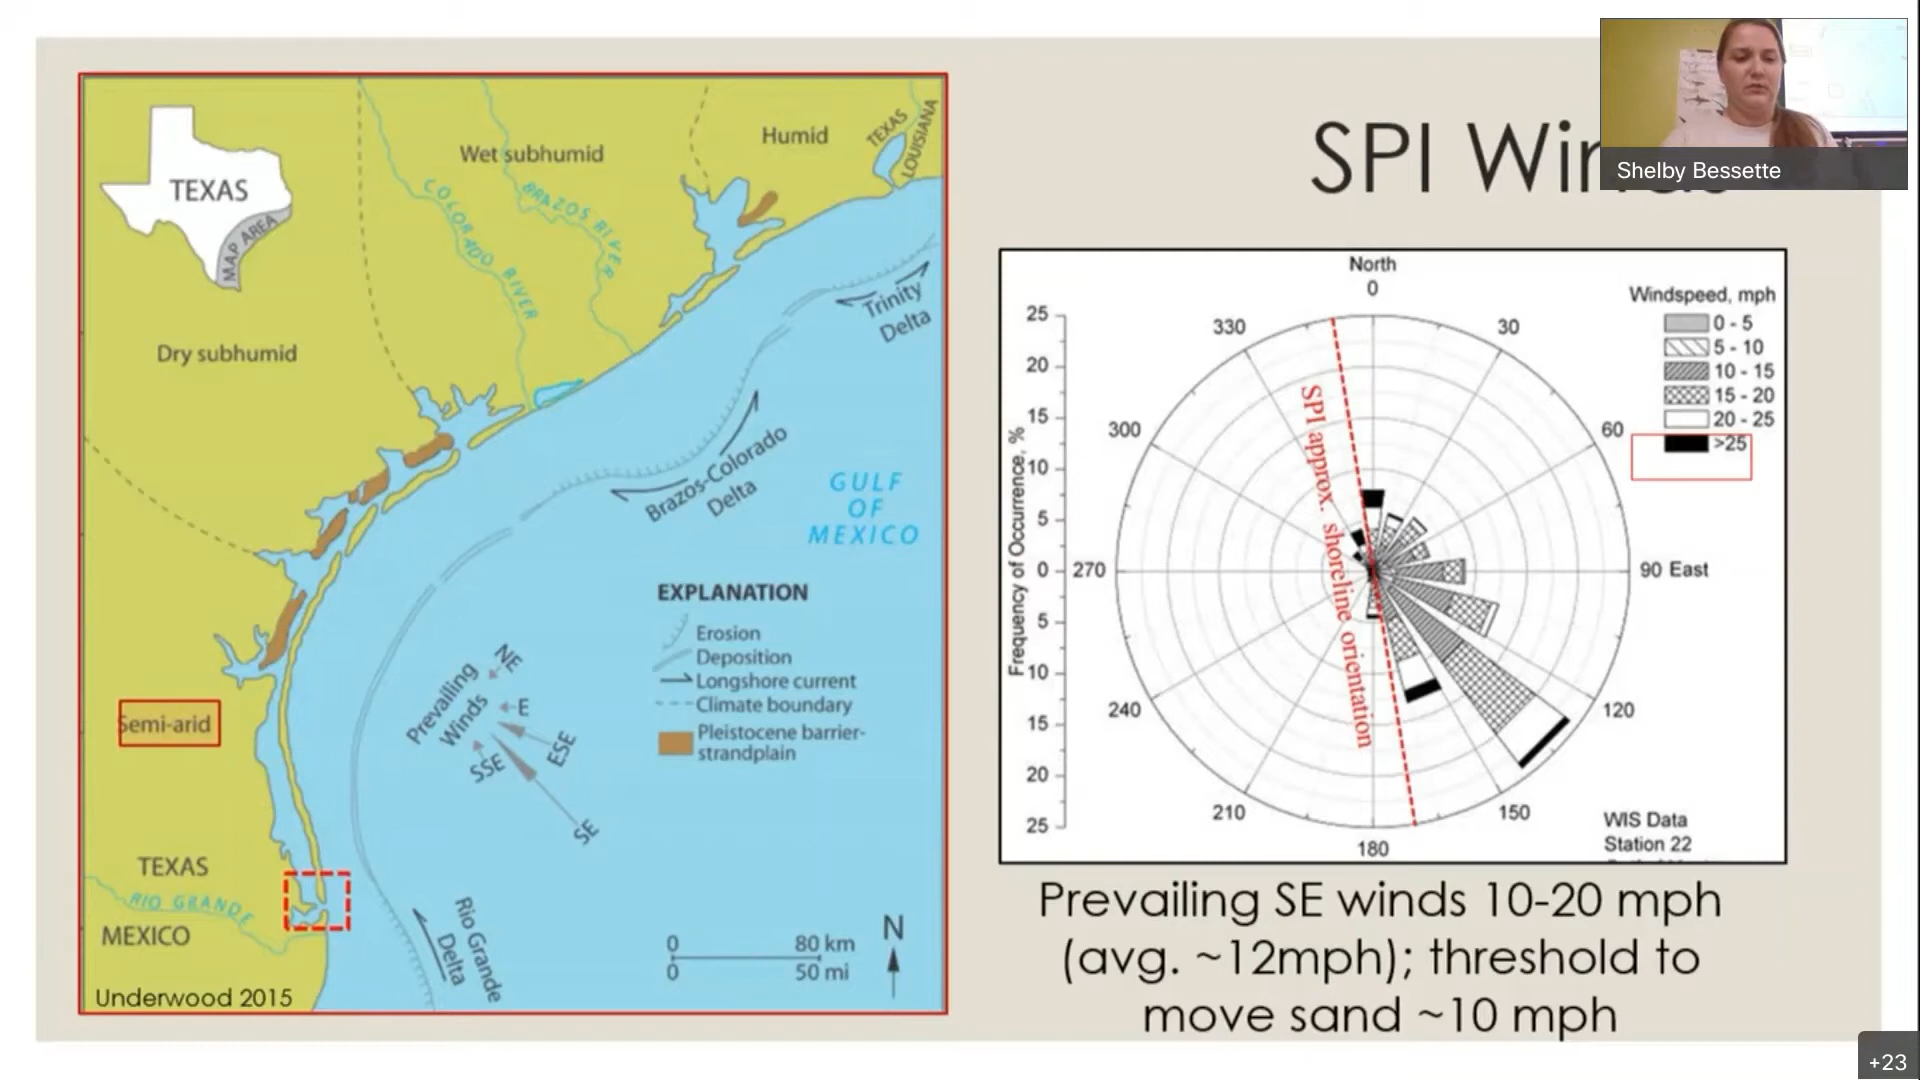 SPI Winds
Shelby Bessette
TEXAS
MAP AREA
Wet subhumid
Humid
TEXAS
LOUISIANA
COLORADO RIVER
BRAZOS RIVER
Dry subhumid
Trinity
Delta
Brazos-Colorado
Delta
GULF
OF
MEXICO
EXPLANATION
Erosion
Deposition
Longshore current
Climate boundary
Pleistocene barrier-
strandplain
Prevailing
Winds
NE
E
ESE
SE
SSE
Semi-arid
TEXAS
RIO GRANDE
MEXICO
Rio Grande
Delta
0 80 km
0 50 mi
N
Underwood 2015
North
0
30
60
90 East
120
150
180
210
240
270
300
330
Frequency of Occurrence, %
25
20
15
10
5
0
5
10
15
20
25
SPI approx. shoreline orientation
Windspeed, mph
0 - 5
5 - 10
10 - 15
15 - 20
20 - 25
>25
WIS Data
Station 22
Prevailing SE winds 10-20 mph
(avg. ~12mph); threshold to
move sand ~10 mph
+23